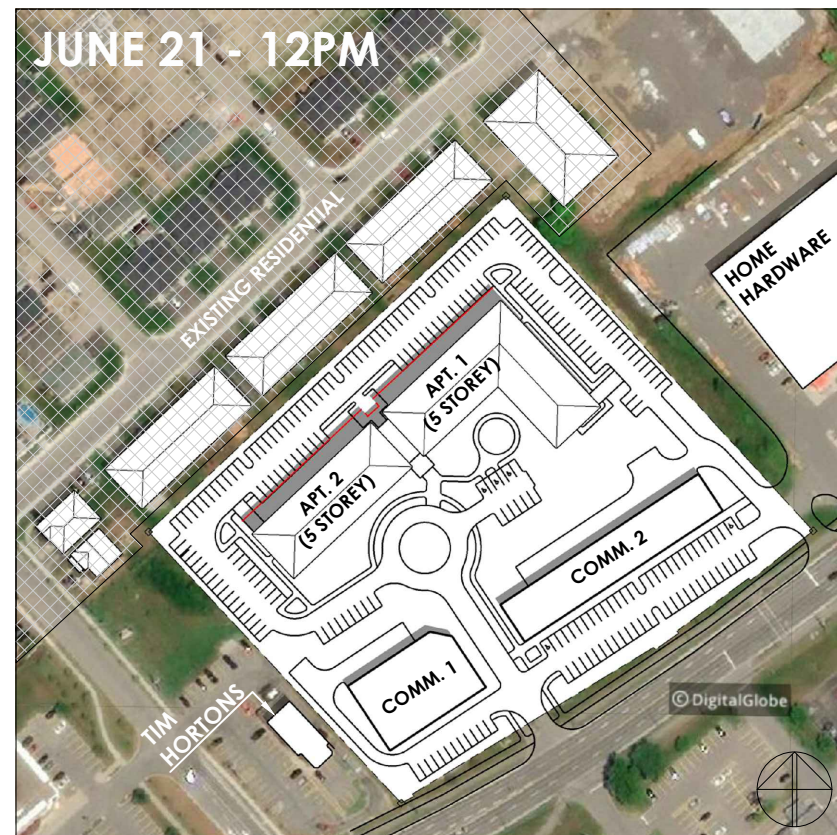 JUNE 21 - 12PM
EXISTING RESIDENTIAL
HOME
HARDWARE
APT. 1
(5 STOREY)
APT. 2
(5 STOREY)
COMM. 2
COMM. 1
TIM
HORTONS
© DigitalGlobe